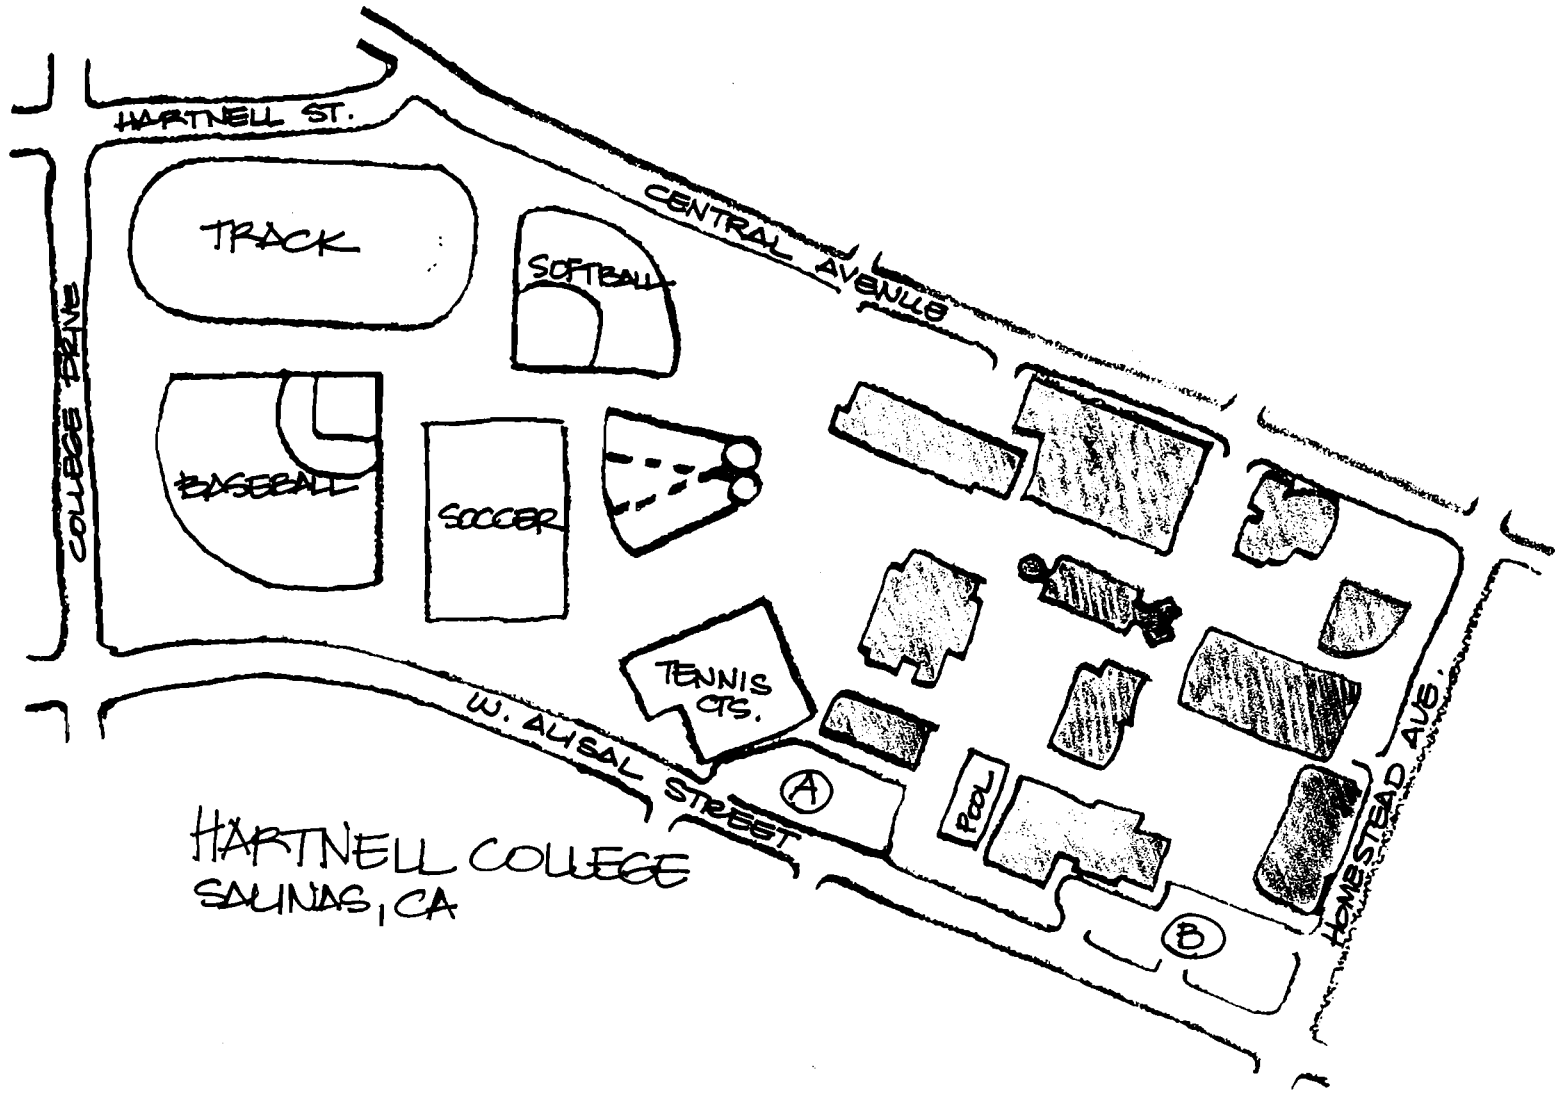 HARTNELL ST.
CENTRAL AVENUE
TRACK
SOFTBALL
COLLEGE DRIVE
BASEBALL
SOCCER
TENNIS
CTS.
W. ALISAL STREET
A
POOL
HOMESTEAD AVE.
B
HARTNELL COLLEGE
SALINAS, CA